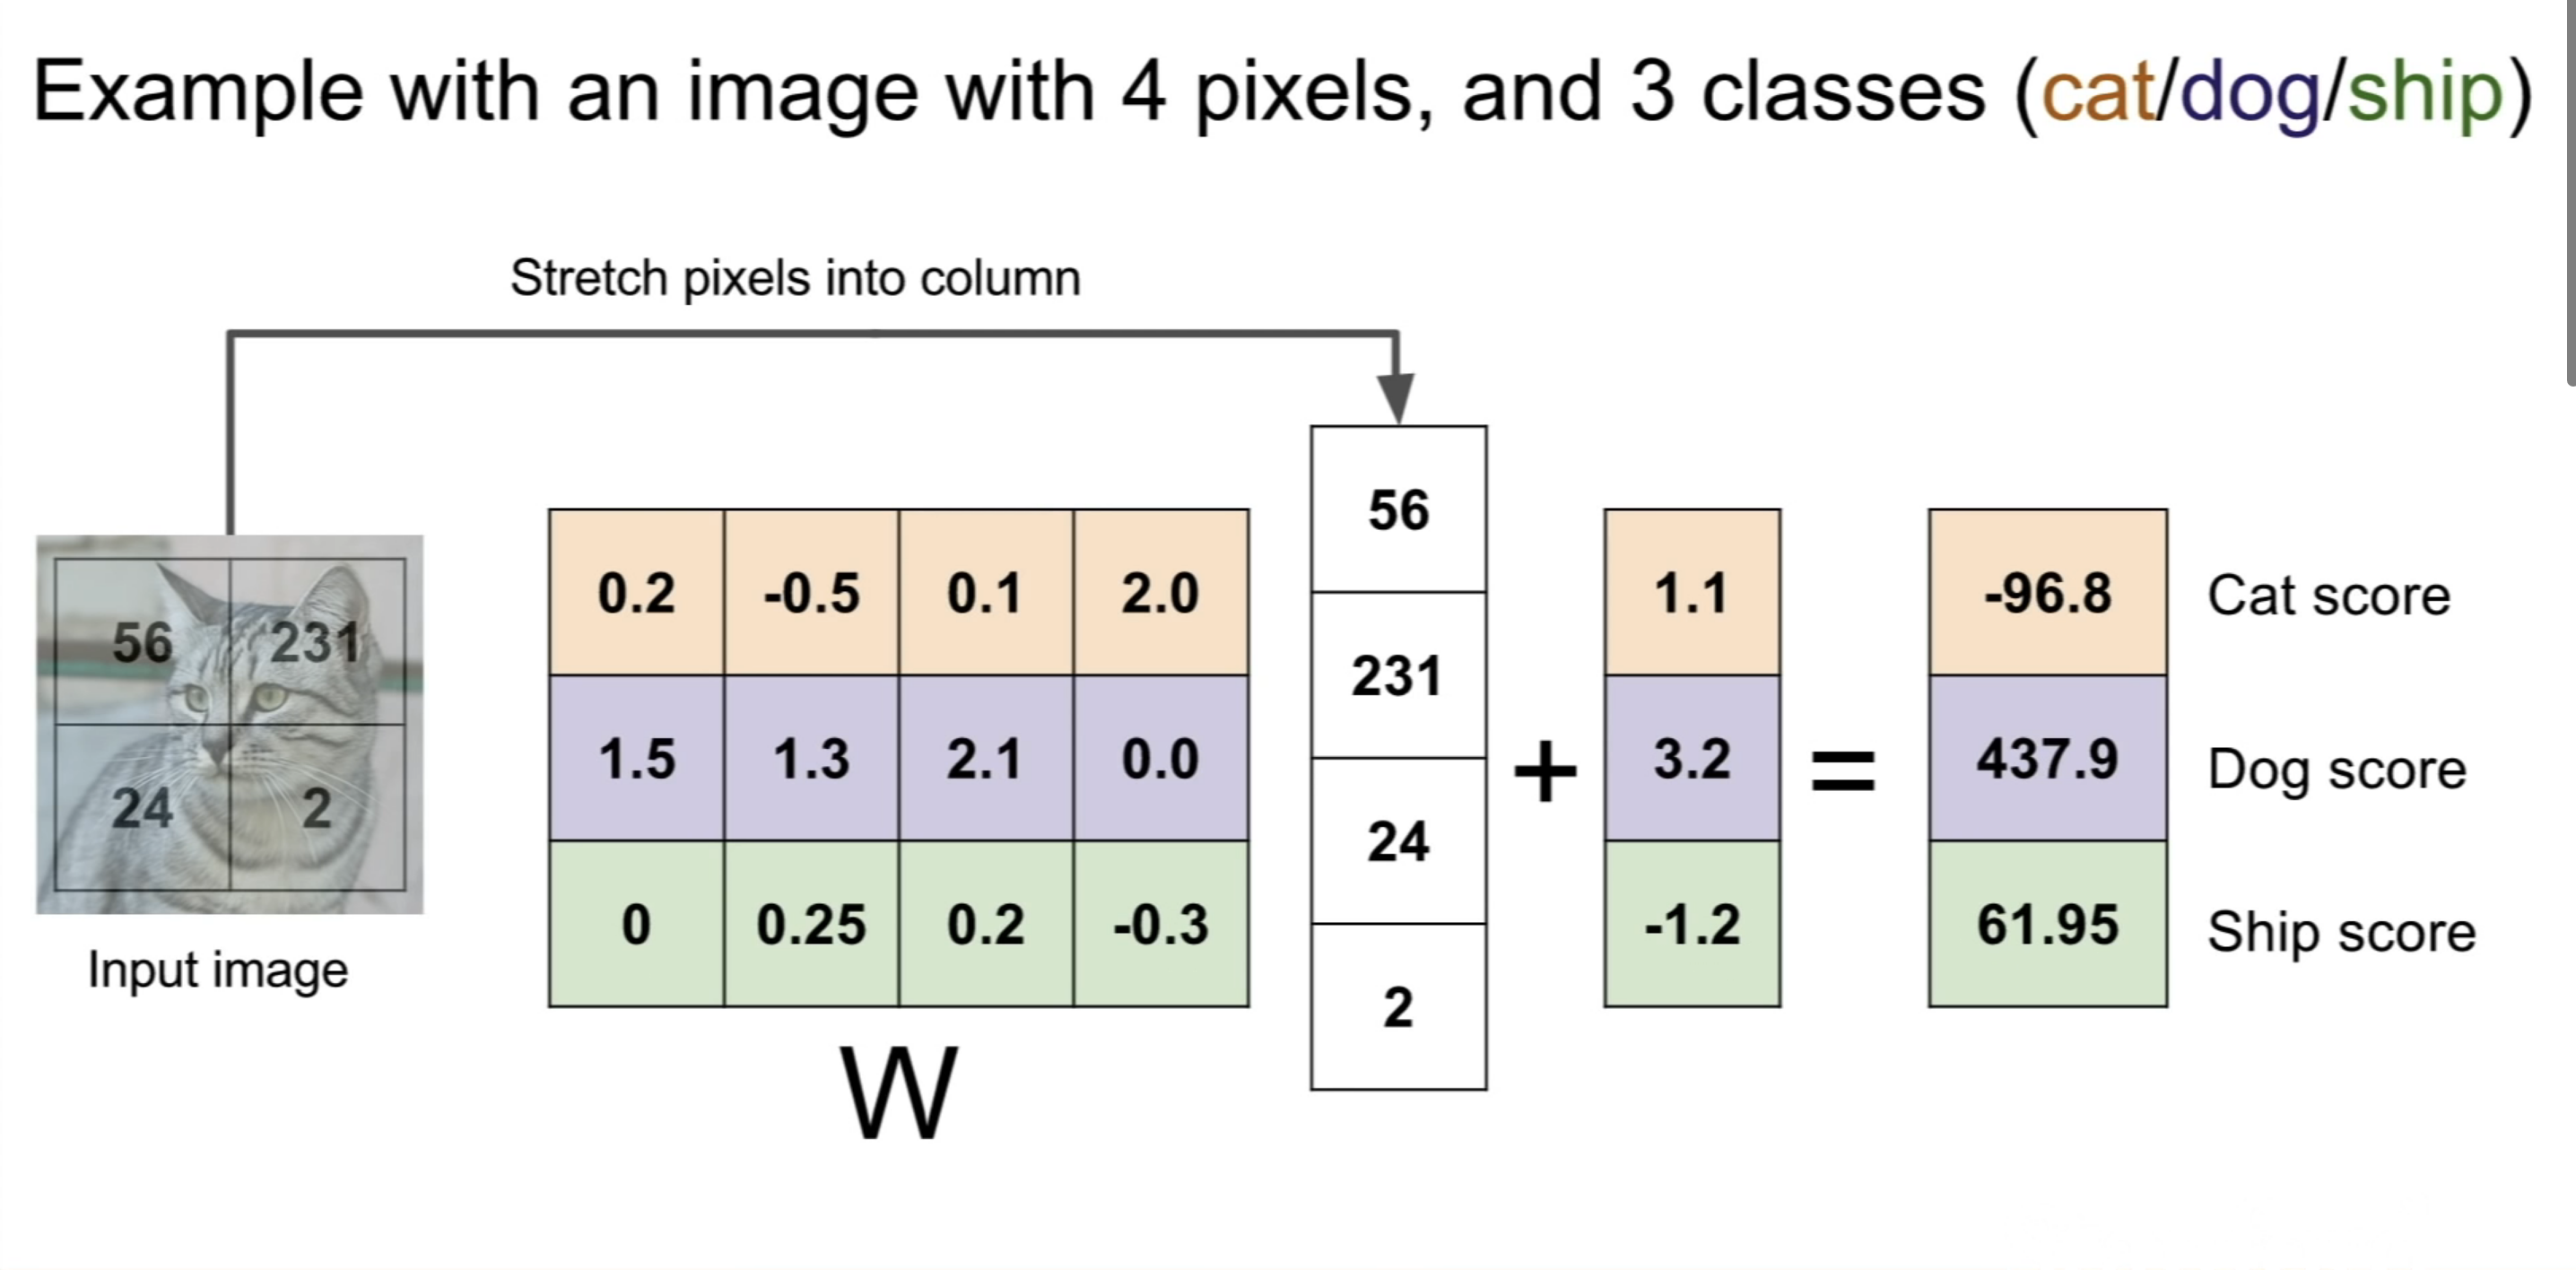 Example with an image with 4 pixels, and 3 classes (cat/dog/ship)
Stretch pixels into column
56 231
24 2
Input image
0.2 -0.5 0.1 2.0
1.5 1.3 2.1 0.0
0 0.25 0.2 -0.3
W
56
231
24
2
+
1.1
3.2
-1.2
=
-96.8 Cat score
437.9 Dog score
61.95 Ship score